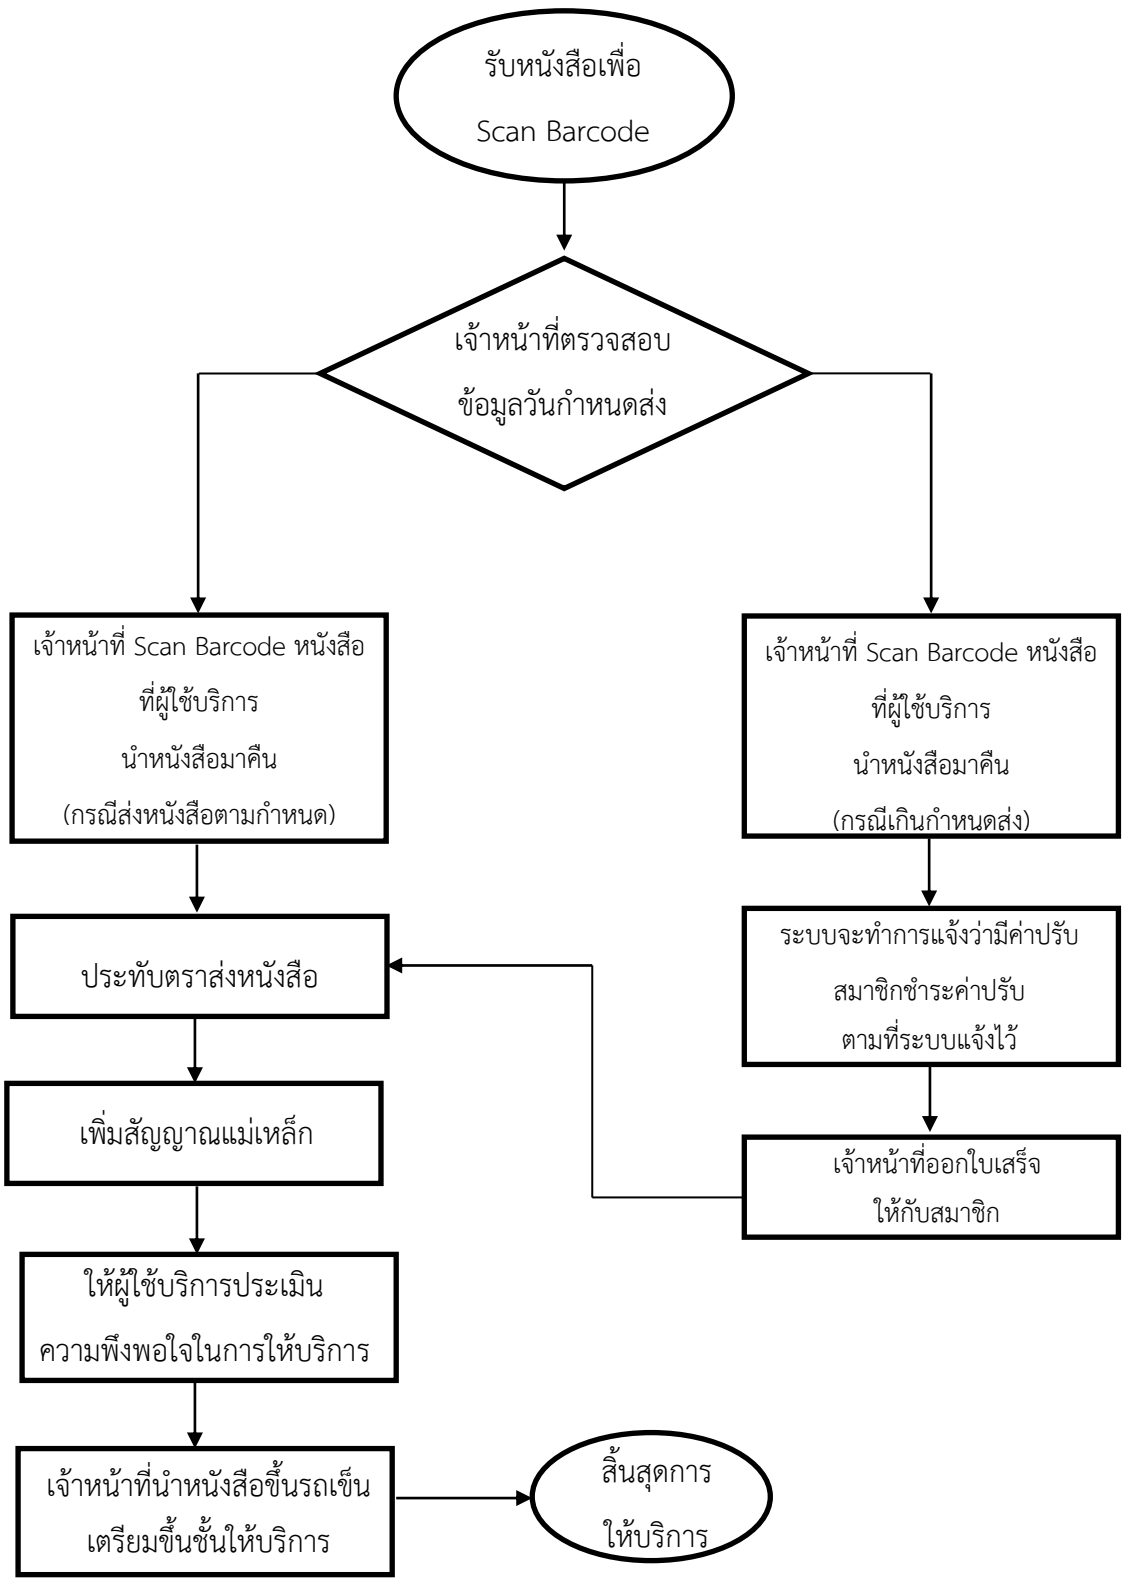 รับหนังสือเพื่อ
Scan Barcode
เจ้าหน้าที่ตรวจสอบ
ข้อมูลวันกำหนดส่ง
เจ้าหน้าที่ Scan Barcode หนังสือ
ที่ผู้ใช้บริการ
นำหนังสือมาคืน
(กรณีส่งหนังสือตามกำหนด)
เจ้าหน้าที่ Scan Barcode หนังสือ
ที่ผู้ใช้บริการ
นำหนังสือมาคืน
(กรณีเกินกำหนดส่ง)
ประทับตราส่งหนังสือ
ระบบจะทำการแจ้งว่ามีค่าปรับ
สมาชิกชำระค่าปรับ
ตามที่ระบบแจ้งไว้
เพิ่มสัญญาณแม่เหล็ก
เจ้าหน้าที่ออกใบเสร็จ
ให้กับสมาชิก
ให้ผู้ใช้บริการประเมิน
ความพึงพอใจในการให้บริการ
เจ้าหน้าที่นำหนังสือขึ้นรถเข็น
เตรียมขึ้นชั้นให้บริการ
สิ้นสุดการ
ให้บริการ